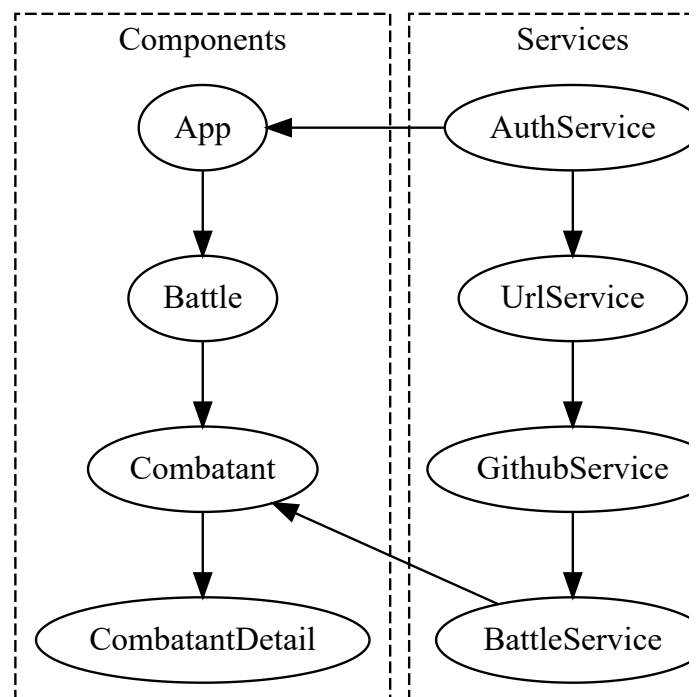 Components
Services
App
AuthService
Battle
UrlService
Combatant
GithubService
CombatantDetail
BattleService